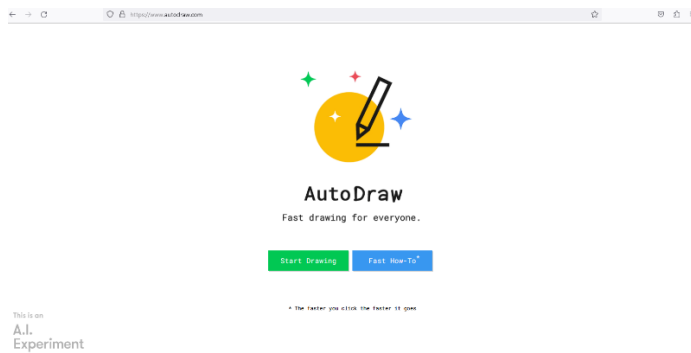 https://www.autodraw.com
AutoDraw
Fast drawing for everyone.
Start Drawing
Fast How-To*
* The faster you click the faster it goes
This is an
A.I.
Experiment